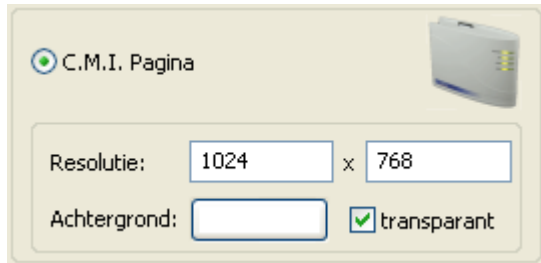 C.M.I. Pagina
Resolutie: 1024 x 768
Achtergrond: transparant